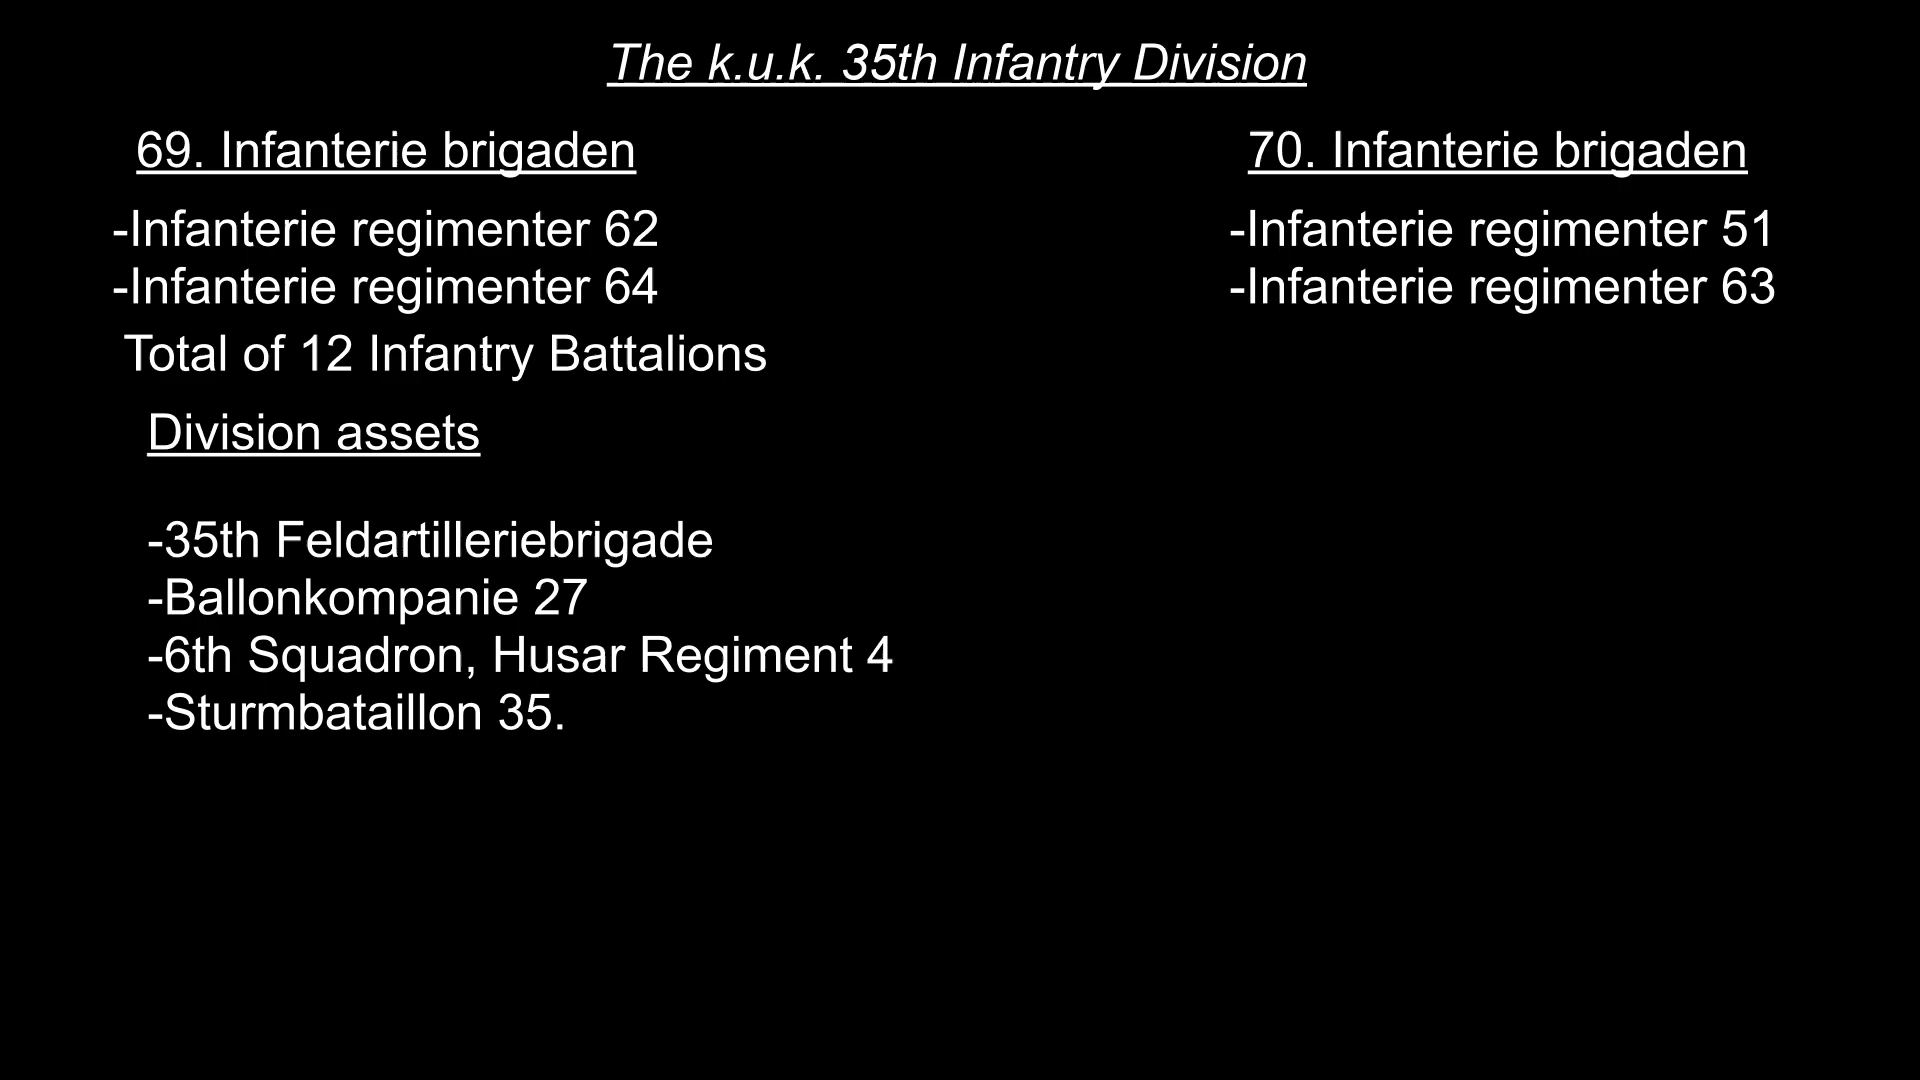 The k.u.k. 35th Infantry Division
69. Infanterie brigaden
-Infanterie regimenter 62
-Infanterie regimenter 64
Total of 12 Infantry Battalions
70. Infanterie brigaden
-Infanterie regimenter 51
-Infanterie regimenter 63
Division assets
-35th Feldartilleriebrigade
-Ballonkompanie 27
-6th Squadron, Husar Regiment 4
-Sturmbataillon 35.